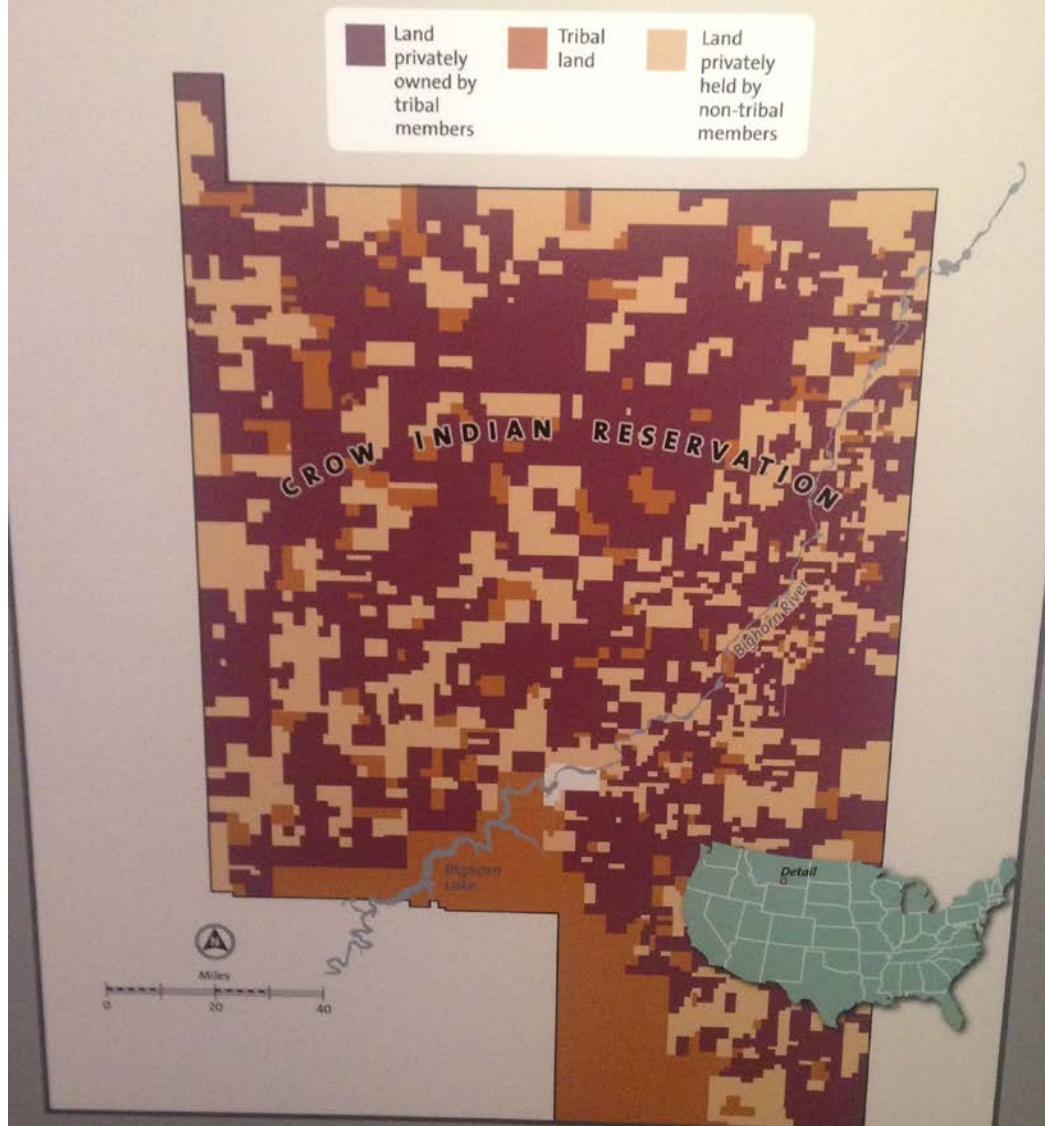 Land
privately
owned by
tribal
members
Tribal
land
Land
privately
held by
non-tribal
members
CROW INDIAN RESERVATION
Bighorn River
Detail
Bighorn
Lake
N
Miles
0 20 40